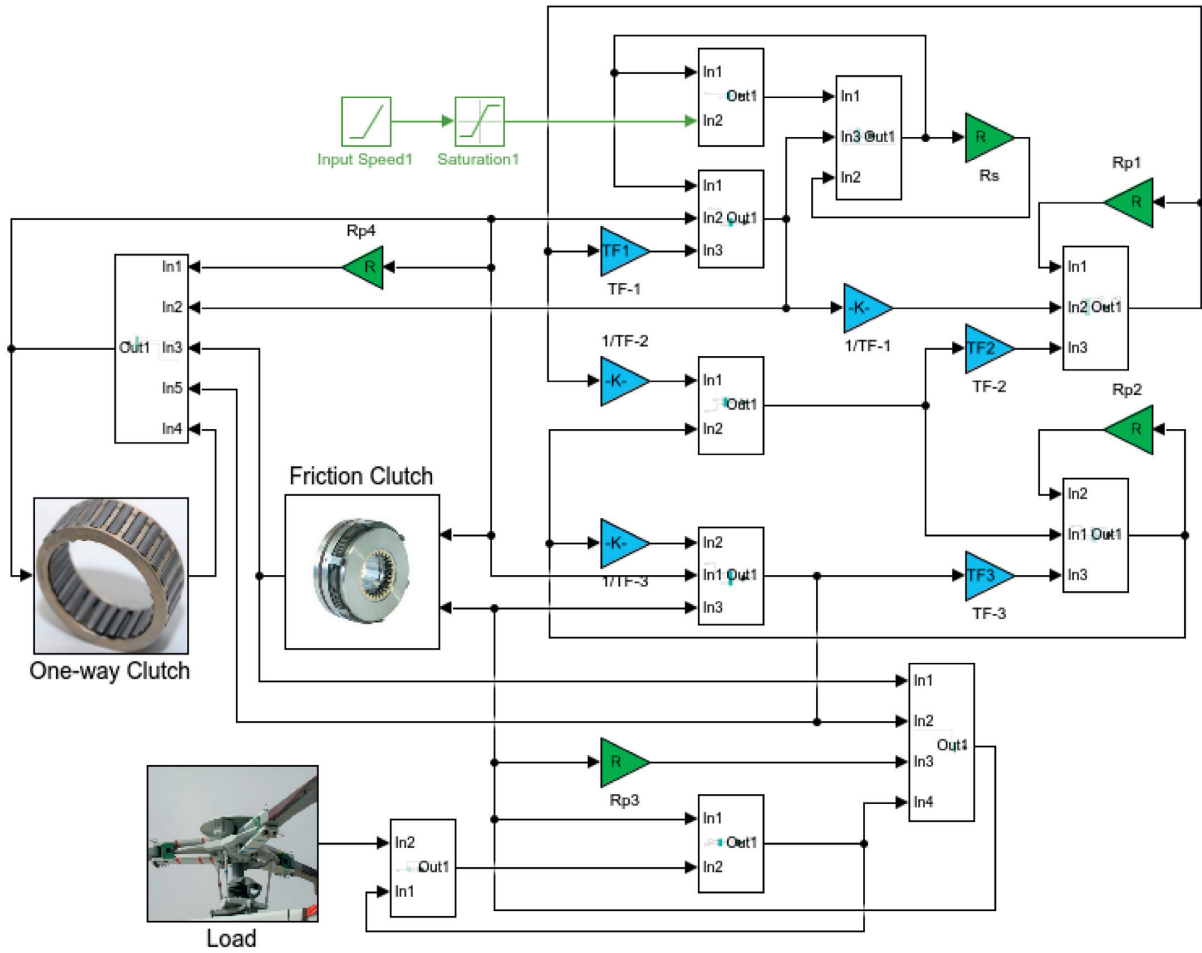 In1
Out1
In2
In1
In3 Out1
In2
R
Rs
Input Speed1
Saturation1
In1
In2 Out1
In3
TF1
TF-1
Rp1
R
Rp4
R
In1
In2
Out1 In3
In5
In4
-K-
1/TF-1
In1
In2 Out1
In3
1/TF-2
-K-
In1
Out1
In2
TF2
TF-2
Rp2
R
Friction Clutch
-K-
1/TF-3
In2
In1 Out1
In3
TF3
TF-3
In2
In1 Out1
In3
One-way Clutch
In1
In2
Out1
In3
In4
R
Rp3
In1
Out1
In2
In2
Out1
In1
Load